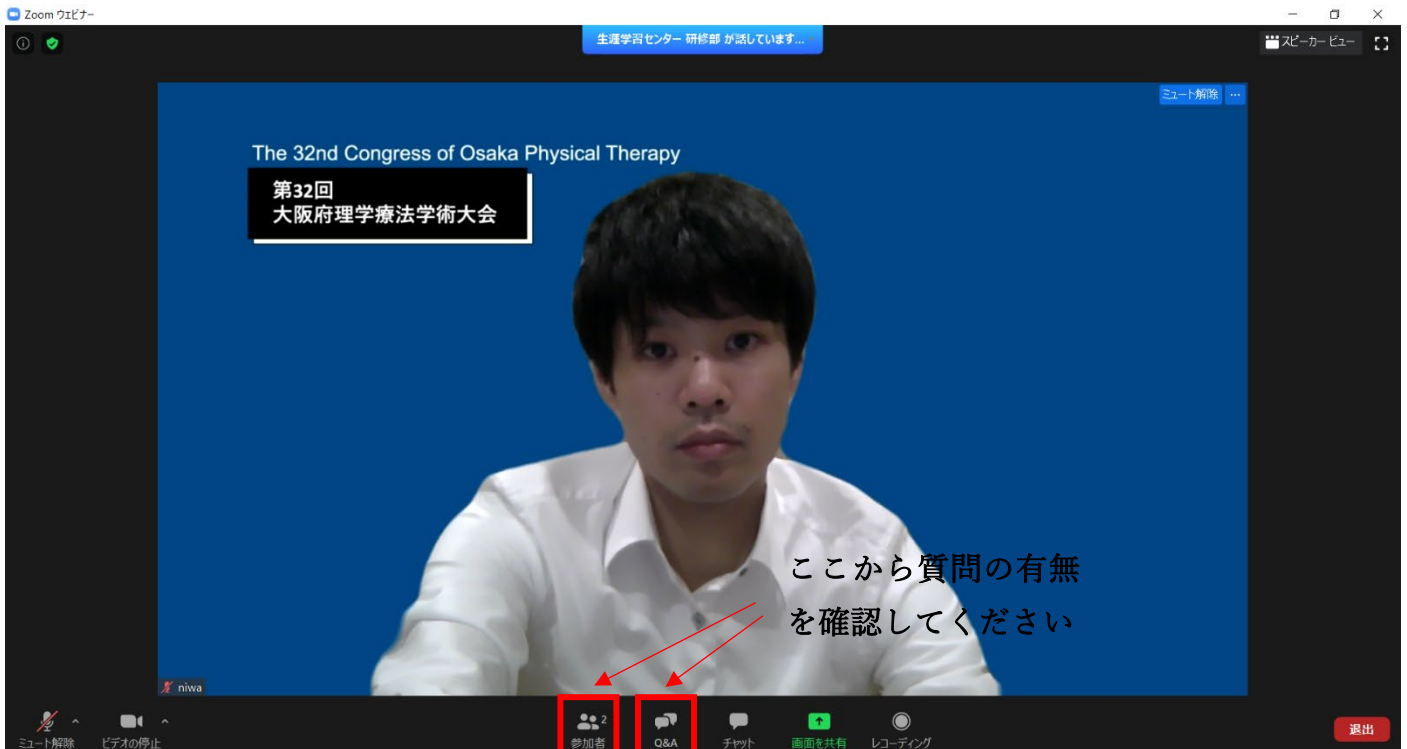 Zoom ウェビナー
生涯学習センター 研修部 が話しています...
スピーカー ビュー
ミュート解除 ...
The 32nd Congress of Osaka Physical Therapy
第32回
大阪府理学療法学術大会
ここから質問の有無
を確認してください
niwa
2
ミュート解除 ビデオの停止 参加者 Q&A チャット 画面を共有 レコーディング 退出